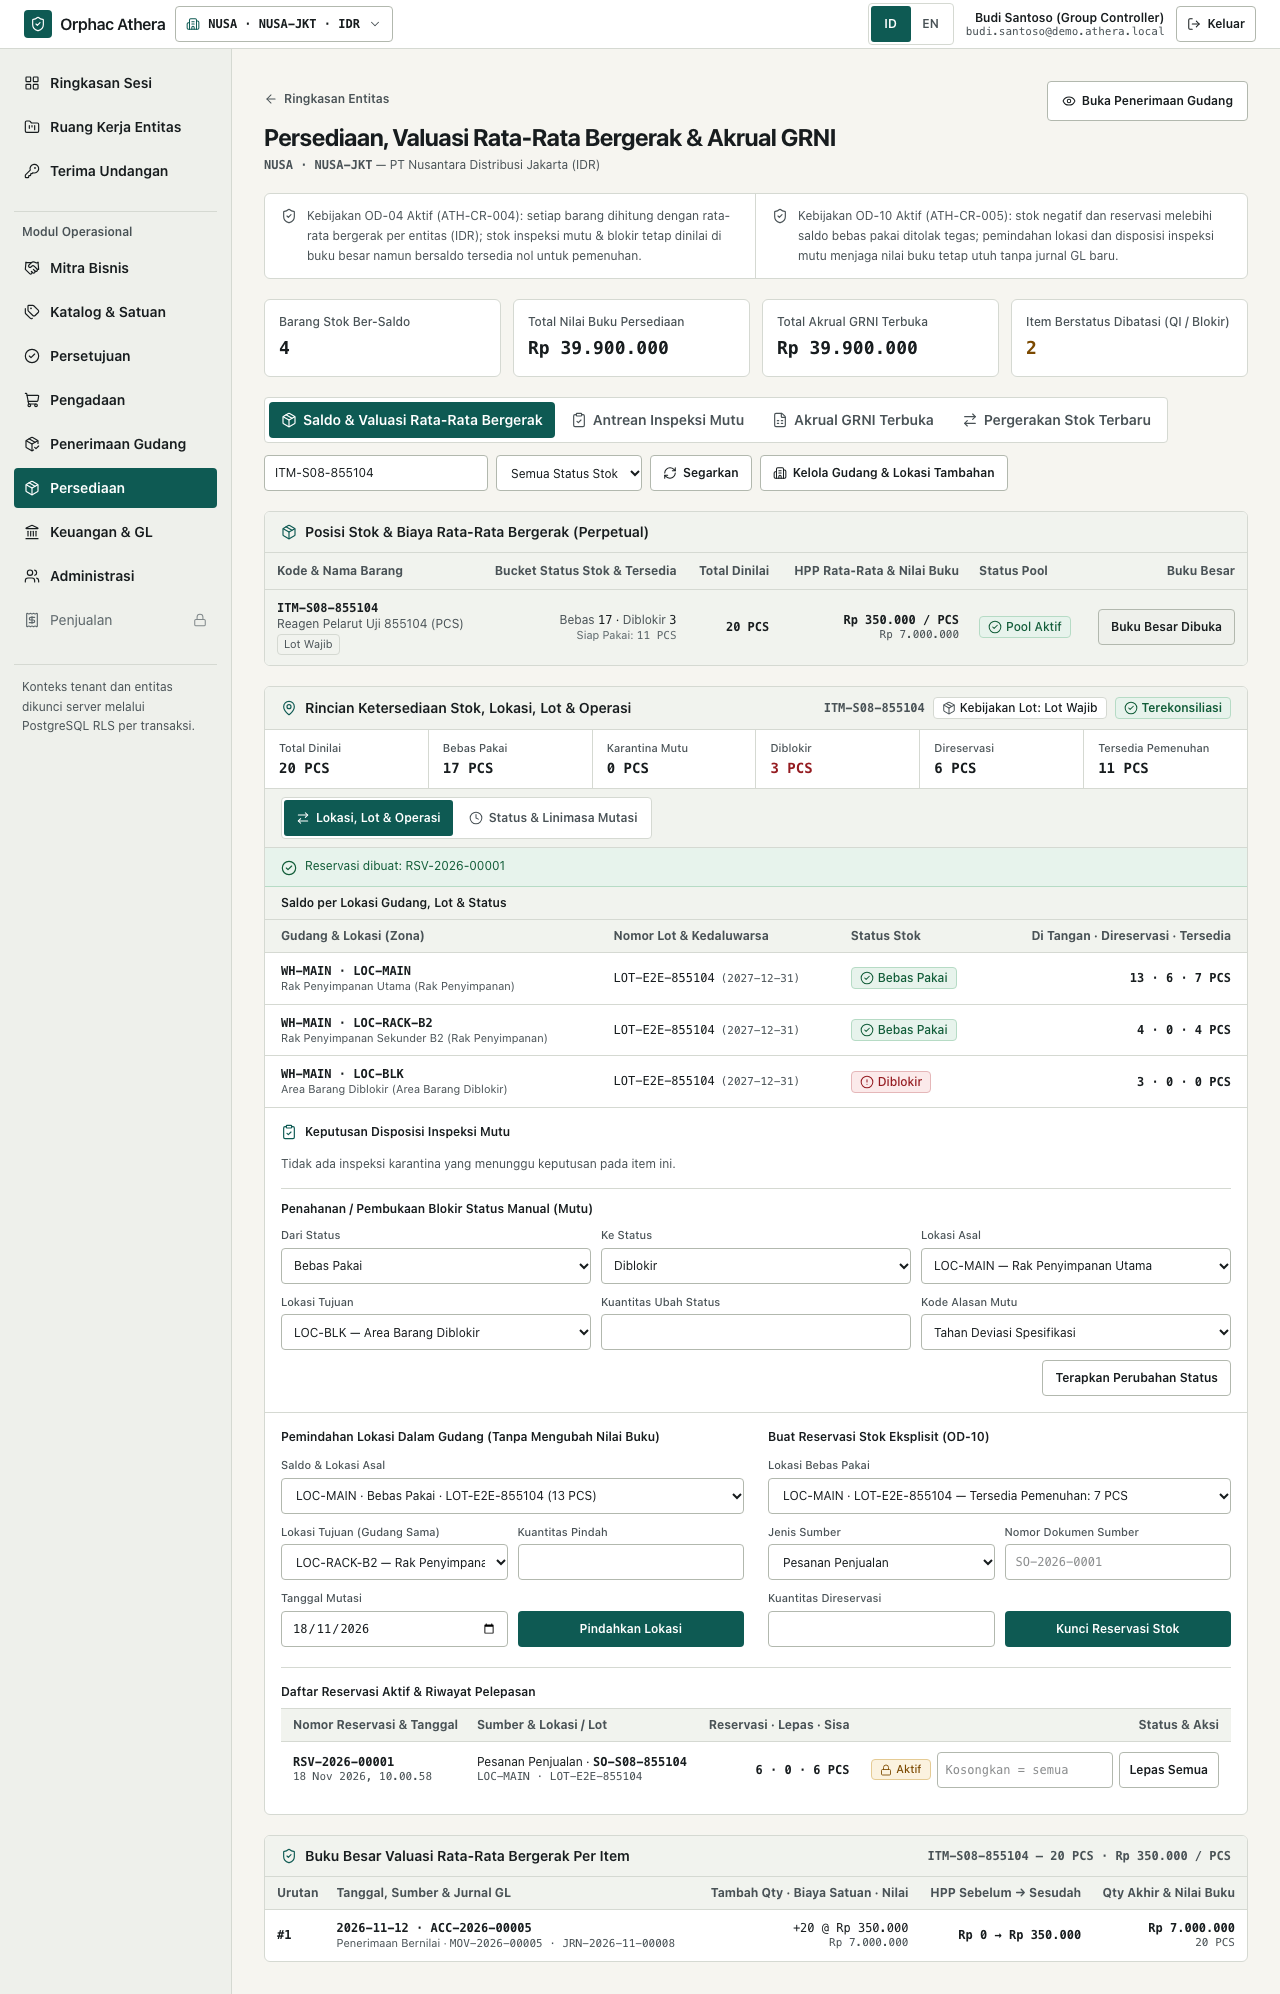 Orphac Athera
NUSA · NUSA-JKT · IDR
ID
EN
Budi Santoso (Group Controller)
budi.santoso@demo.athera.local
Keluar
Ringkasan Sesi
Ruang Kerja Entitas
Terima Undangan
Modul Operasional
Mitra Bisnis
Katalog & Satuan
Persetujuan
Pengadaan
Penerimaan Gudang
Persediaan
Keuangan & GL
Administrasi
Penjualan
Konteks tenant dan entitas
dikunci server melalui
PostgreSQL RLS per transaksi.
Ringkasan Entitas
Buka Penerimaan Gudang
Persediaan, Valuasi Rata-Rata Bergerak & Akrual GRNI
NUSA · NUSA-JKT — PT Nusantara Distribusi Jakarta (IDR)
Kebijakan OD-04 Aktif (ATH-CR-004): setiap barang dihitung dengan rata-
rata bergerak per entitas (IDR); stok inspeksi mutu & blokir tetap dinilai di
buku besar namun bersaldo tersedia nol untuk pemenuhan.
Kebijakan OD-10 Aktif (ATH-CR-005): stok negatif dan reservasi melebihi
saldo bebas pakai ditolak tegas; pemindahan lokasi dan disposisi inspeksi
mutu menjaga nilai buku tetap utuh tanpa jurnal GL baru.
Barang Stok Ber-Saldo
4
Total Nilai Buku Persediaan
Rp 39.900.000
Total Akrual GRNI Terbuka
Rp 39.900.000
Item Berstatus Dibatasi (QI / Blokir)
2
Saldo & Valuasi Rata-Rata Bergerak
Antrean Inspeksi Mutu
Akrual GRNI Terbuka
Pergerakan Stok Terbaru
ITM-S08-855104
Semua Status Stok
Segarkan
Kelola Gudang & Lokasi Tambahan
Posisi Stok & Biaya Rata-Rata Bergerak (Perpetual)
Kode & Nama Barang
Bucket Status Stok & Tersedia
Total Dinilai
HPP Rata-Rata & Nilai Buku
Status Pool
Buku Besar
ITM-S08-855104
Reagen Pelarut Uji 855104 (PCS)
Lot Wajib
Bebas 17 · Diblokir 3
Siap Pakai: 11 PCS
20 PCS
Rp 350.000 / PCS
Rp 7.000.000
Pool Aktif
Buku Besar Dibuka
Rincian Ketersediaan Stok, Lokasi, Lot & Operasi
ITM-S08-855104
Kebijakan Lot: Lot Wajib
Terekonsiliasi
Total Dinilai
20 PCS
Bebas Pakai
17 PCS
Karantina Mutu
0 PCS
Diblokir
3 PCS
Direservasi
6 PCS
Tersedia Pemenuhan
11 PCS
Lokasi, Lot & Operasi
Status & Linimasa Mutasi
Reservasi dibuat: RSV-2026-00001
Saldo per Lokasi Gudang, Lot & Status
Gudang & Lokasi (Zona)
Nomor Lot & Kedaluwarsa
Status Stok
Di Tangan · Direservasi · Tersedia
WH-MAIN · LOC-MAIN
Rak Penyimpanan Utama (Rak Penyimpanan)
LOT-E2E-855104 (2027-12-31)
Bebas Pakai
13 · 6 · 7 PCS
WH-MAIN · LOC-RACK-B2
Rak Penyimpanan Sekunder B2 (Rak Penyimpanan)
LOT-E2E-855104 (2027-12-31)
Bebas Pakai
4 · 0 · 4 PCS
WH-MAIN · LOC-BLK
Area Barang Diblokir (Area Barang Diblokir)
LOT-E2E-855104 (2027-12-31)
Diblokir
3 · 0 · 0 PCS
Keputusan Disposisi Inspeksi Mutu
Tidak ada inspeksi karantina yang menunggu keputusan pada item ini.
Penahanan / Pembukaan Blokir Status Manual (Mutu)
Dari Status
Ke Status
Lokasi Asal
Bebas Pakai
Diblokir
LOC-MAIN — Rak Penyimpanan Utama
Lokasi Tujuan
Kuantitas Ubah Status
Kode Alasan Mutu
LOC-BLK — Area Barang Diblokir
Tahan Deviasi Spesifikasi
Terapkan Perubahan Status
Pemindahan Lokasi Dalam Gudang (Tanpa Mengubah Nilai Buku)
Saldo & Lokasi Asal
LOC-MAIN · Bebas Pakai · LOT-E2E-855104 (13 PCS)
Lokasi Tujuan (Gudang Sama)
Kuantitas Pindah
LOC-RACK-B2 — Rak Penyimpana
Tanggal Mutasi
18/11/2026
Pindahkan Lokasi
Buat Reservasi Stok Eksplisit (OD-10)
Lokasi Bebas Pakai
LOC-MAIN · LOT-E2E-855104 — Tersedia Pemenuhan: 7 PCS
Jenis Sumber
Nomor Dokumen Sumber
Pesanan Penjualan
SO-2026-0001
Kuantitas Direservasi
Kunci Reservasi Stok
Daftar Reservasi Aktif & Riwayat Pelepasan
Nomor Reservasi & Tanggal
Sumber & Lokasi / Lot
Reservasi · Lepas · Sisa
Status & Aksi
RSV-2026-00001
18 Nov 2026, 10.00.58
Pesanan Penjualan · SO-S08-855104
LOC-MAIN · LOT-E2E-855104
6 · 0 · 6 PCS
Aktif
Kosongkan = semua
Lepas Semua
Buku Besar Valuasi Rata-Rata Bergerak Per Item
ITM-S08-855104 — 20 PCS · Rp 350.000 / PCS
Urutan
Tanggal, Sumber & Jurnal GL
Tambah Qty · Biaya Satuan · Nilai
HPP Sebelum → Sesudah
Qty Akhir & Nilai Buku
#1
2026-11-12 · ACC-2026-00005
Penerimaan Bernilai · MOV-2026-00005 · JRN-2026-11-00008
+20 @ Rp 350.000
Rp 7.000.000
Rp 0 → Rp 350.000
Rp 7.000.000
20 PCS